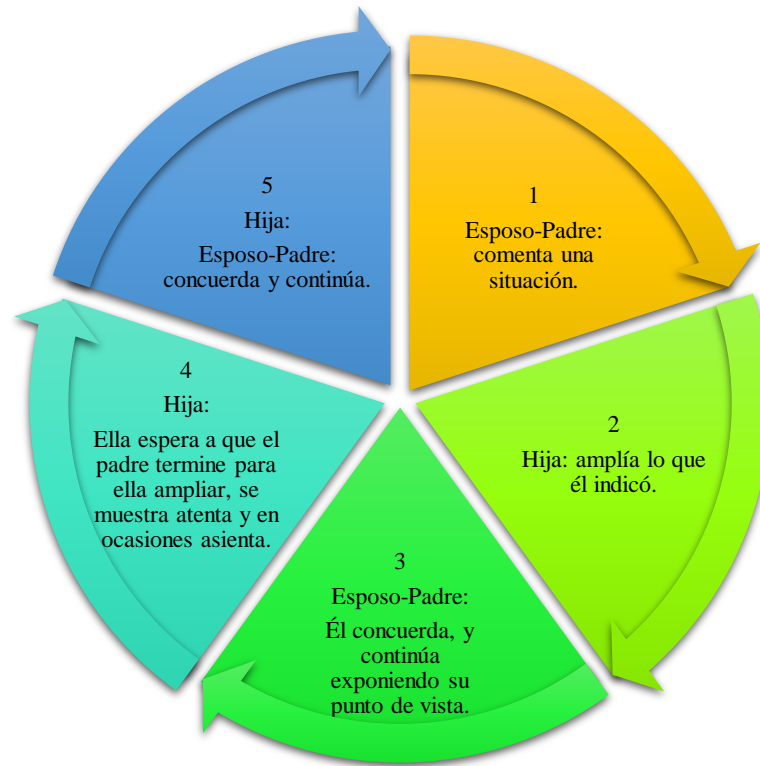 1
Esposo-Padre:
comenta una
situación.
2
Hija: amplía lo que
él indicó.
3
Esposo-Padre:
Él concuerda, y
continúa
exponiendo su
punto de vista.
4
Hija:
Ella espera a que el
padre termine para
ella ampliar, se
muestra atenta y en
ocasiones asienta.
5
Hija:
Esposo-Padre:
concuerda y continúa.